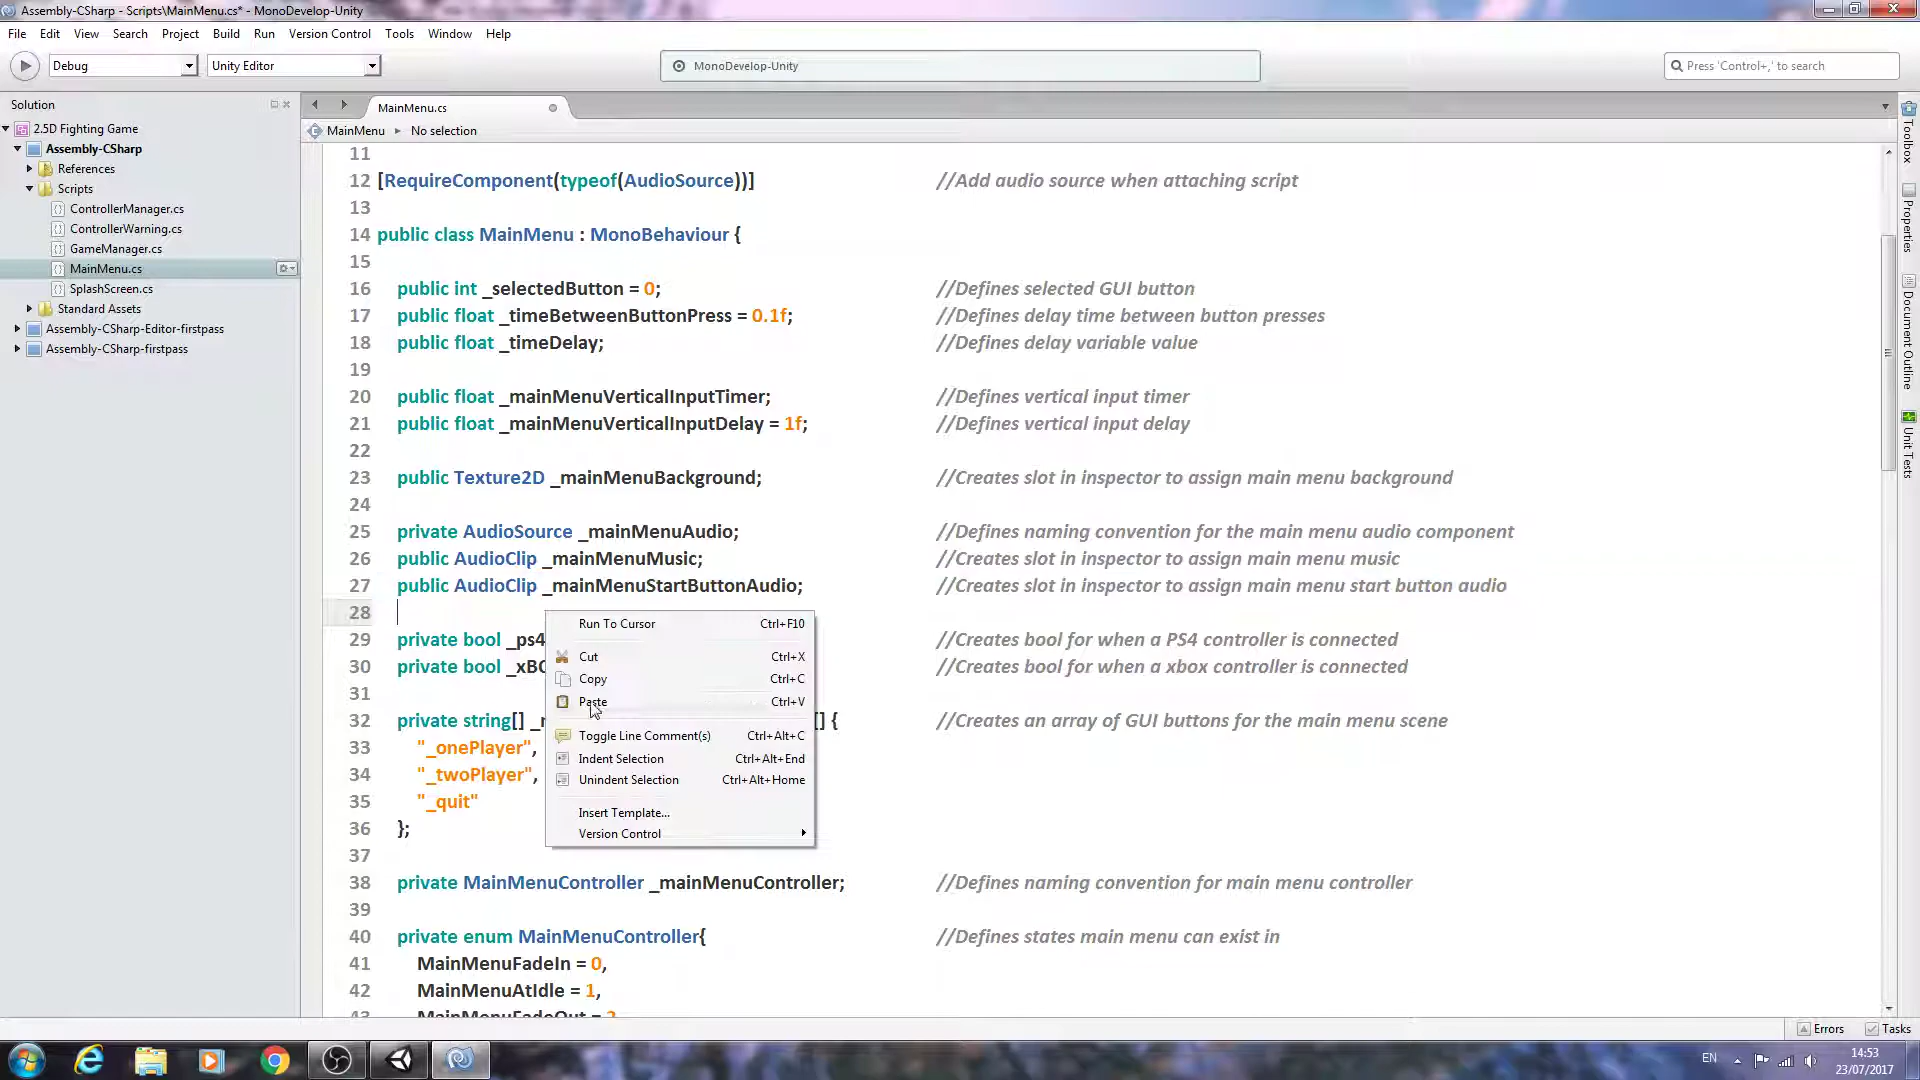 Assembly-CSharp - Scripts\MainMenu.cs* - MonoDevelop-Unity
File Edit View Search Project Build Run Version Control Tools Window Help
Debug Unity Editor MonoDevelop-Unity Press 'Control+,' to search
Solution
2.5D Fighting Game
Assembly-CSharp
References
Scripts
ControllerManager.cs
ControllerWarning.cs
GameManager.cs
MainMenu.cs
SplashScreen.cs
Standard Assets
Assembly-CSharp-Editor-firstpass
Assembly-CSharp-firstpass
MainMenu.cs
MainMenu No selection
11
12 [RequireComponent(typeof(AudioSource))] //Add audio source when attaching script
13
14 public class MainMenu : MonoBehaviour {
15
16 public int _selectedButton = 0; //Defines selected GUI button
17 public float _timeBetweenButtonPress = 0.1f; //Defines delay time between button presses
18 public float _timeDelay; //Defines delay variable value
19
20 public float _mainMenuVerticalInputTimer; //Defines vertical input timer
21 public float _mainMenuVerticalInputDelay = 1f; //Defines vertical input delay
22
23 public Texture2D _mainMenuBackground; //Creates slot in inspector to assign main menu background
24
25 private AudioSource _mainMenuAudio; //Defines naming convention for the main menu audio component
26 public AudioClip _mainMenuMusic; //Creates slot in inspector to assign main menu music
27 public AudioClip _mainMenuStartButtonAudio; //Creates slot in inspector to assign main menu start button audio
28
29 private bool _ps4 //Creates bool for when a PS4 controller is connected
30 private bool _xBO //Creates bool for when a xbox controller is connected
31
32 private string[] [] { //Creates an array of GUI buttons for the main menu scene
33 "_onePlayer",
34 "_twoPlayer",
35 "_quit"
36 };
37
38 private MainMenuController _mainMenuController; //Defines naming convention for main menu controller
39
40 private enum MainMenuController{ //Defines states main menu can exist in
41 MainMenuFadeIn = 0,
42 MainMenuAtIdle = 1,
43 MainMenuFadeOut = 2
Run To Cursor Ctrl+F10
Cut Ctrl+X
Copy Ctrl+C
Paste Ctrl+V
Toggle Line Comment(s) Ctrl+Alt+C
Indent Selection Ctrl+Alt+End
Unindent Selection Ctrl+Alt+Home
Insert Template...
Version Control
Toolbox
Properties
Document Outline
Unit Tests
Errors Tasks
EN
14:53
23/07/2017